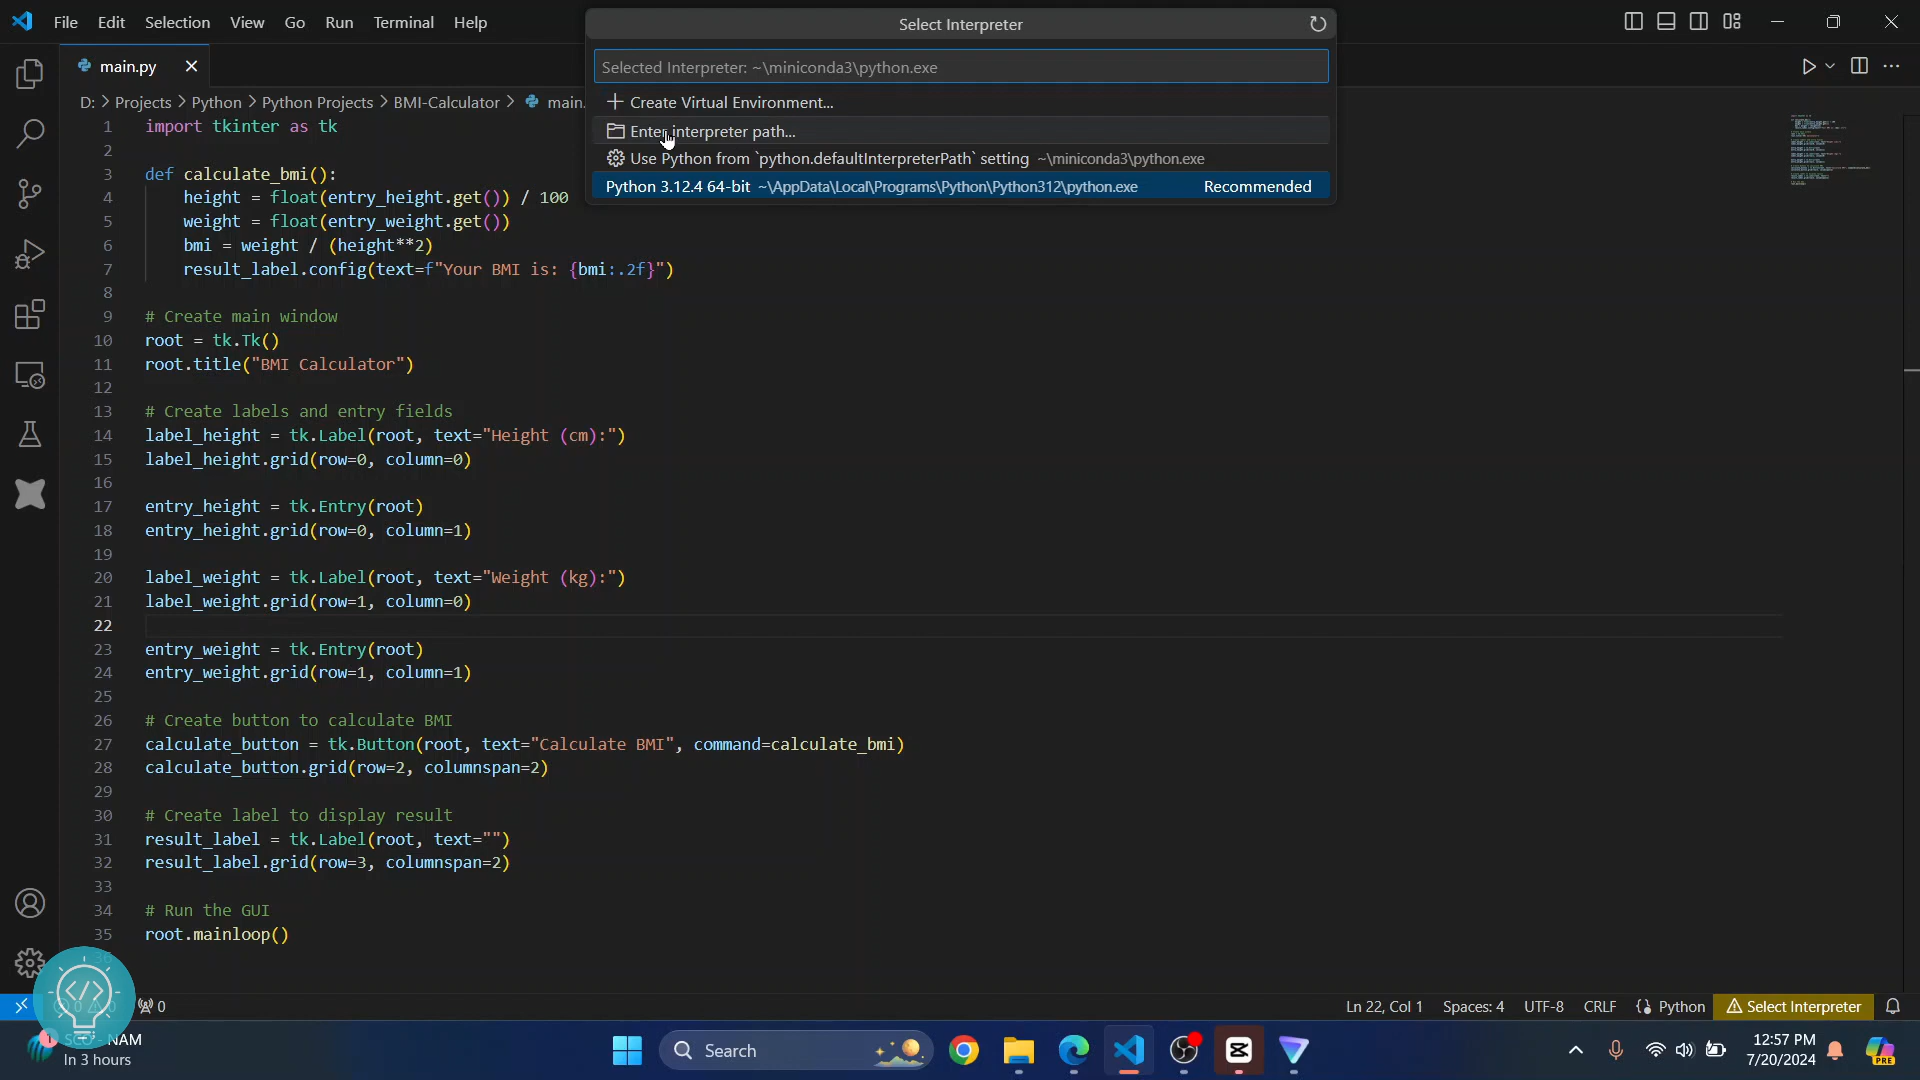 File Edit Selection View Go Run Terminal Help
Select Interpreter
main.py
Selected Interpreter: ~\miniconda3\python.exe
D: > Projects > Python > Python Projects > BMI-Calculator > main.
Create Virtual Environment...
Enter interpreter path...
Use Python from `python.defaultInterpreterPath` setting ~\miniconda3\python.exe
Python 3.12.4 64-bit ~\AppData\Local\Programs\Python\Python312\python.exe Recommended
1 import tkinter as tk
2
3 def calculate_bmi():
4 height = float(entry_height.get()) / 100
5 weight = float(entry_weight.get())
6 bmi = weight / (height**2)
7 result_label.config(text=f"Your BMI is: {bmi:.2f}")
8
9 # Create main window
10 root = tk.Tk()
11 root.title("BMI Calculator")
12
13 # Create labels and entry fields
14 label_height = tk.Label(root, text="Height (cm):")
15 label_height.grid(row=0, column=0)
16
17 entry_height = tk.Entry(root)
18 entry_height.grid(row=0, column=1)
19
20 label_weight = tk.Label(root, text="Weight (kg):")
21 label_weight.grid(row=1, column=0)
22
23 entry_weight = tk.Entry(root)
24 entry_weight.grid(row=1, column=1)
25
26 # Create button to calculate BMI
27 calculate_button = tk.Button(root, text="Calculate BMI", command=calculate_bmi)
28 calculate_button.grid(row=2, columnspan=2)
29
30 # Create label to display result
31 result_label = tk.Label(root, text="")
32 result_label.grid(row=3, columnspan=2)
33
34 # Run the GUI
35 root.mainloop()
0 0 0 Ln 22, Col 1 Spaces: 4 UTF-8 CRLF {} Python Select Interpreter
1 NAM
In 3 hours
Search
12:57 PM
7/20/2024
PRE